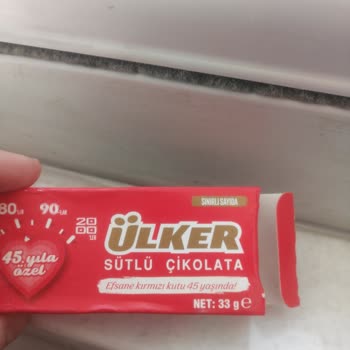 80'LER
90'LAR
2000'LER
45. yıla
özel
SINIRLI SAYIDA
ÜLKER
SÜTLÜ ÇİKOLATA
Efsane kırmızı kutu 45 yaşında!
NET: 33 g e